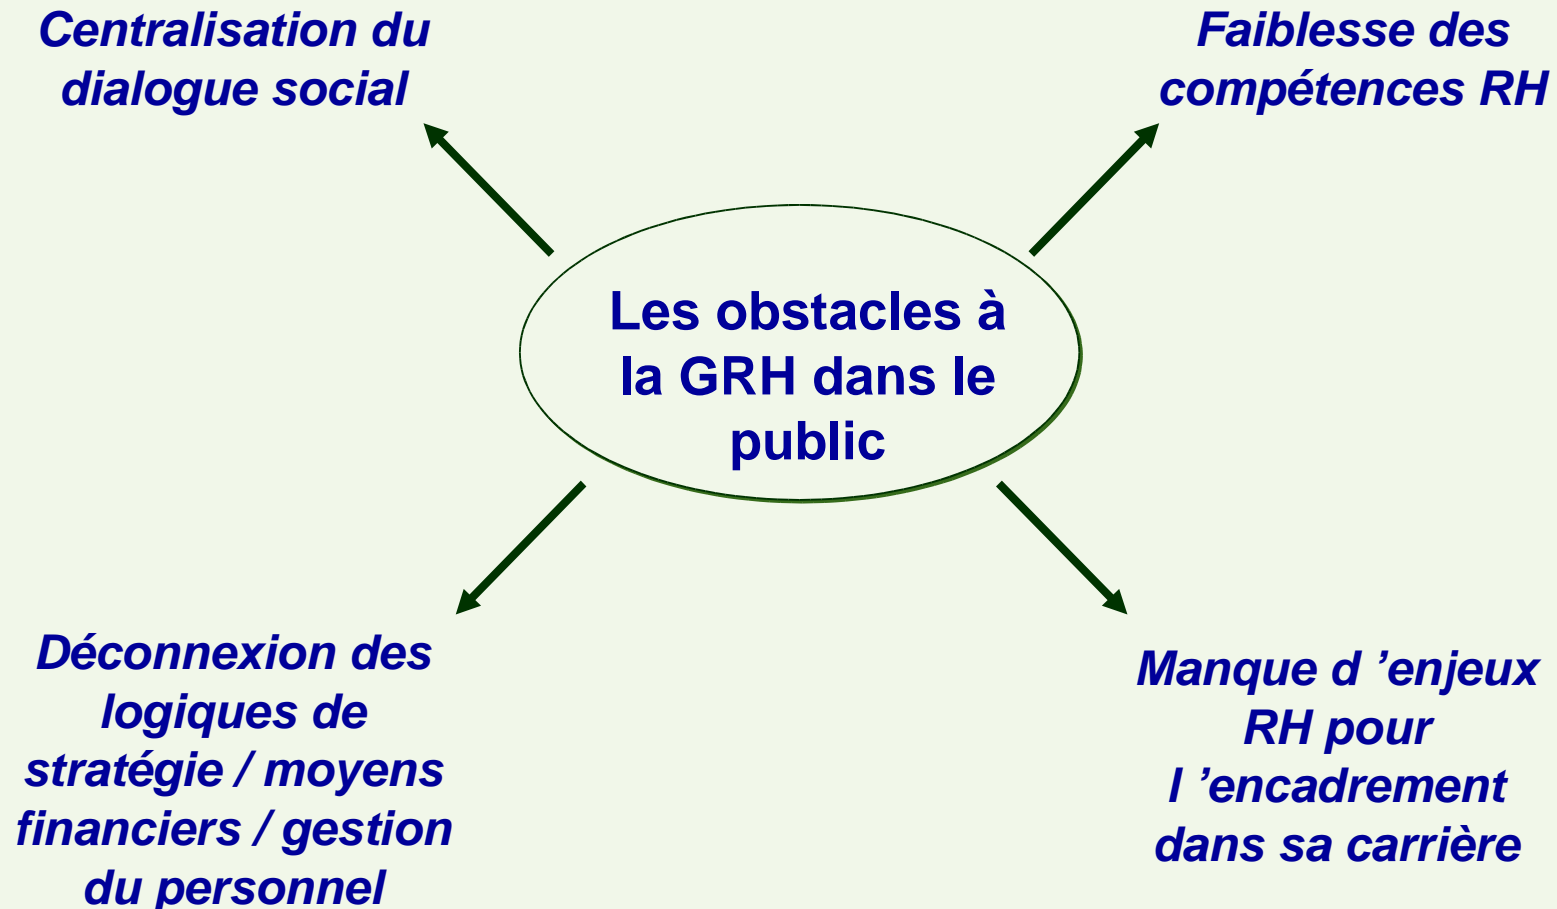 Centralisation du
dialogue social
Faiblesse des
compétences RH
Les obstacles à
la GRH dans le
public
Déconnexion des
logiques de
stratégie / moyens
financiers / gestion
du personnel
Manque d ’enjeux
RH pour
l ’encadrement
dans sa carrière